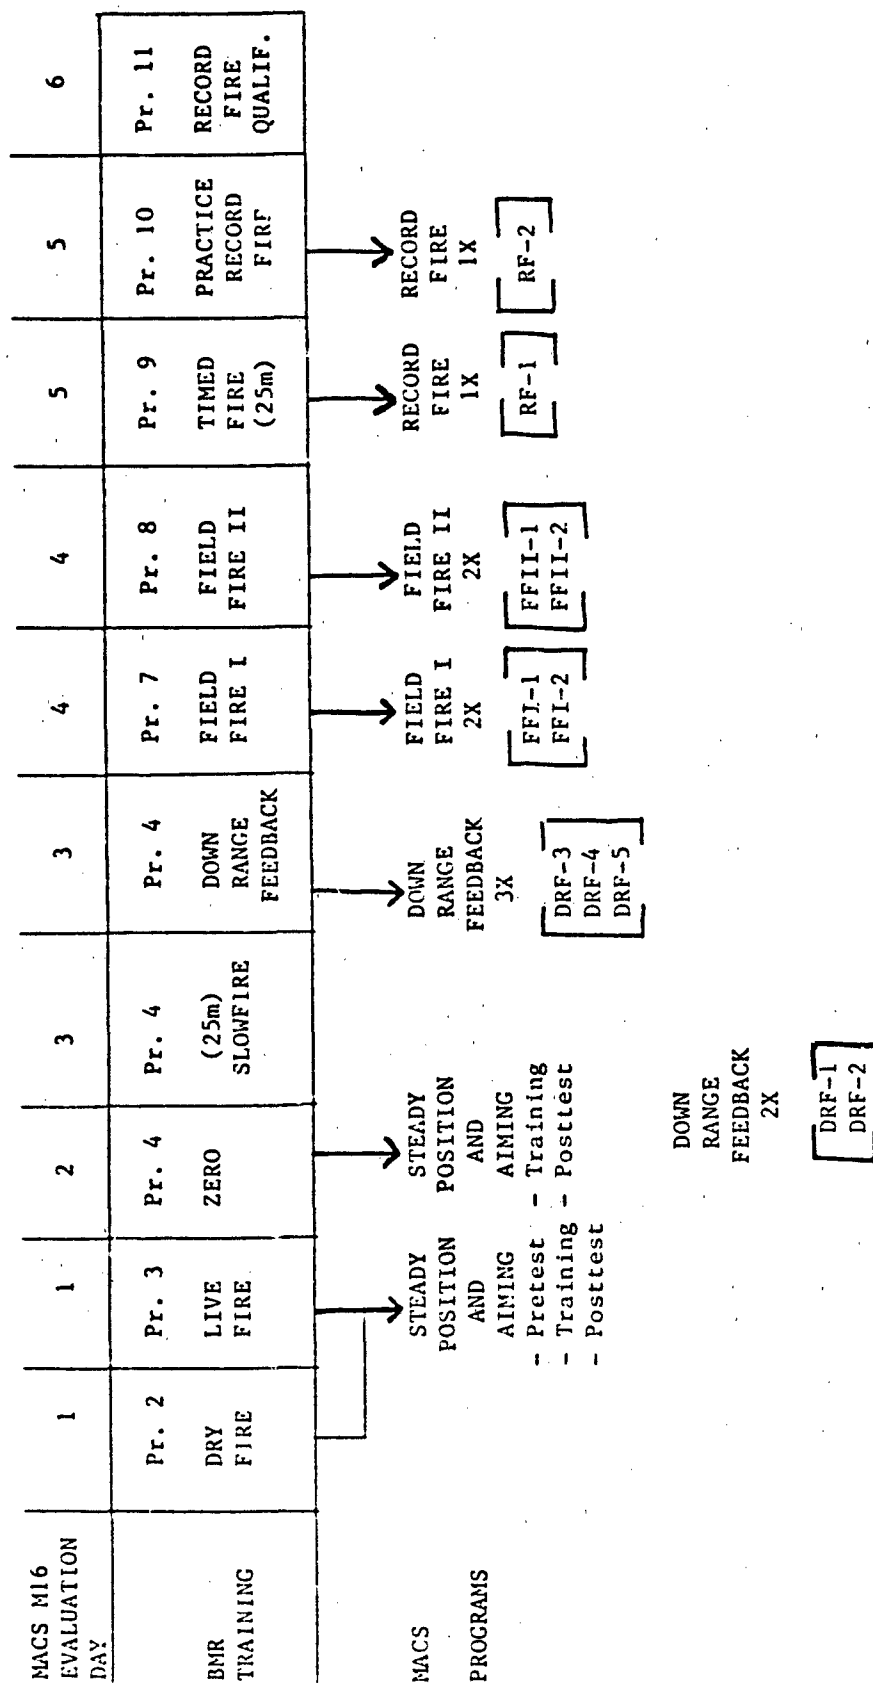 MACS M16
EVALUATION
DAY
1
1
2
3
3
4
4
5
5
6
BMR
TRAINING
Pr. 2
DRY
FIRE
Pr. 3
LIVE
FIRE
Pr. 4
ZERO
Pr. 4
(25m)
SLOWFIRE
Pr. 4
DOWN
RANGE
FEEDBACK
Pr. 7
FIELD
FIRE I
Pr. 8
FIELD
FIRE II
Pr. 9
TIMED
FIRE
(25m)
Pr. 10
PRACTICE
RECORD
FIRE
Pr. 11
RECORD
FIRE
QUALIF.
MACS
PROGRAMS
STEADY
POSITION
AND
AIMING
- Pretest
- Training
- Posttest
STEADY
POSITION
AND
AIMING
- Training
- Posttest
DOWN
RANGE
FEEDBACK
2X
DRF-1
DRF-2
DOWN
RANGE
FEEDBACK
3X
DRF-3
DRF-4
DRF-5
FIELD
FIRE I
2X
FFI-1
FFI-2
FIELD
FIRE II
2X
FFII-1
FFII-2
RECORD
FIRE
1X
RF-1
RECORD
FIRE
1X
RF-2